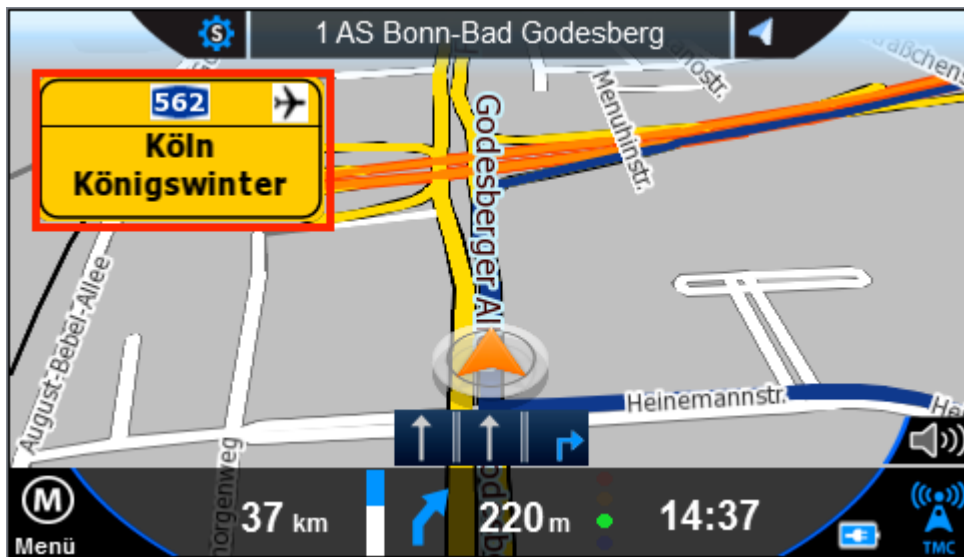 S
1 AS Bonn-Bad Godesberg
562
Köln
Königswinter
Menuhinstr.
Godesberger Al
August-Bebel-Allee
Heinemannstr.
He
M
Menü
37 km
220 m
14:37
TMC